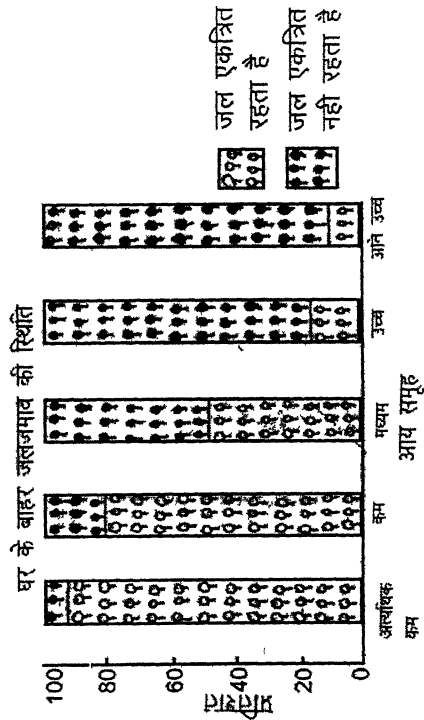 घर के बाहर जलजमाव की स्थिति
प्रतिशत
100
80
60
40
20
0
अत्यधिक
कम
कम
मध्यम
उच्च
अति उच्च
आय समूह
जल एकत्रित
रहता है
जल एकत्रित
नही रहता है